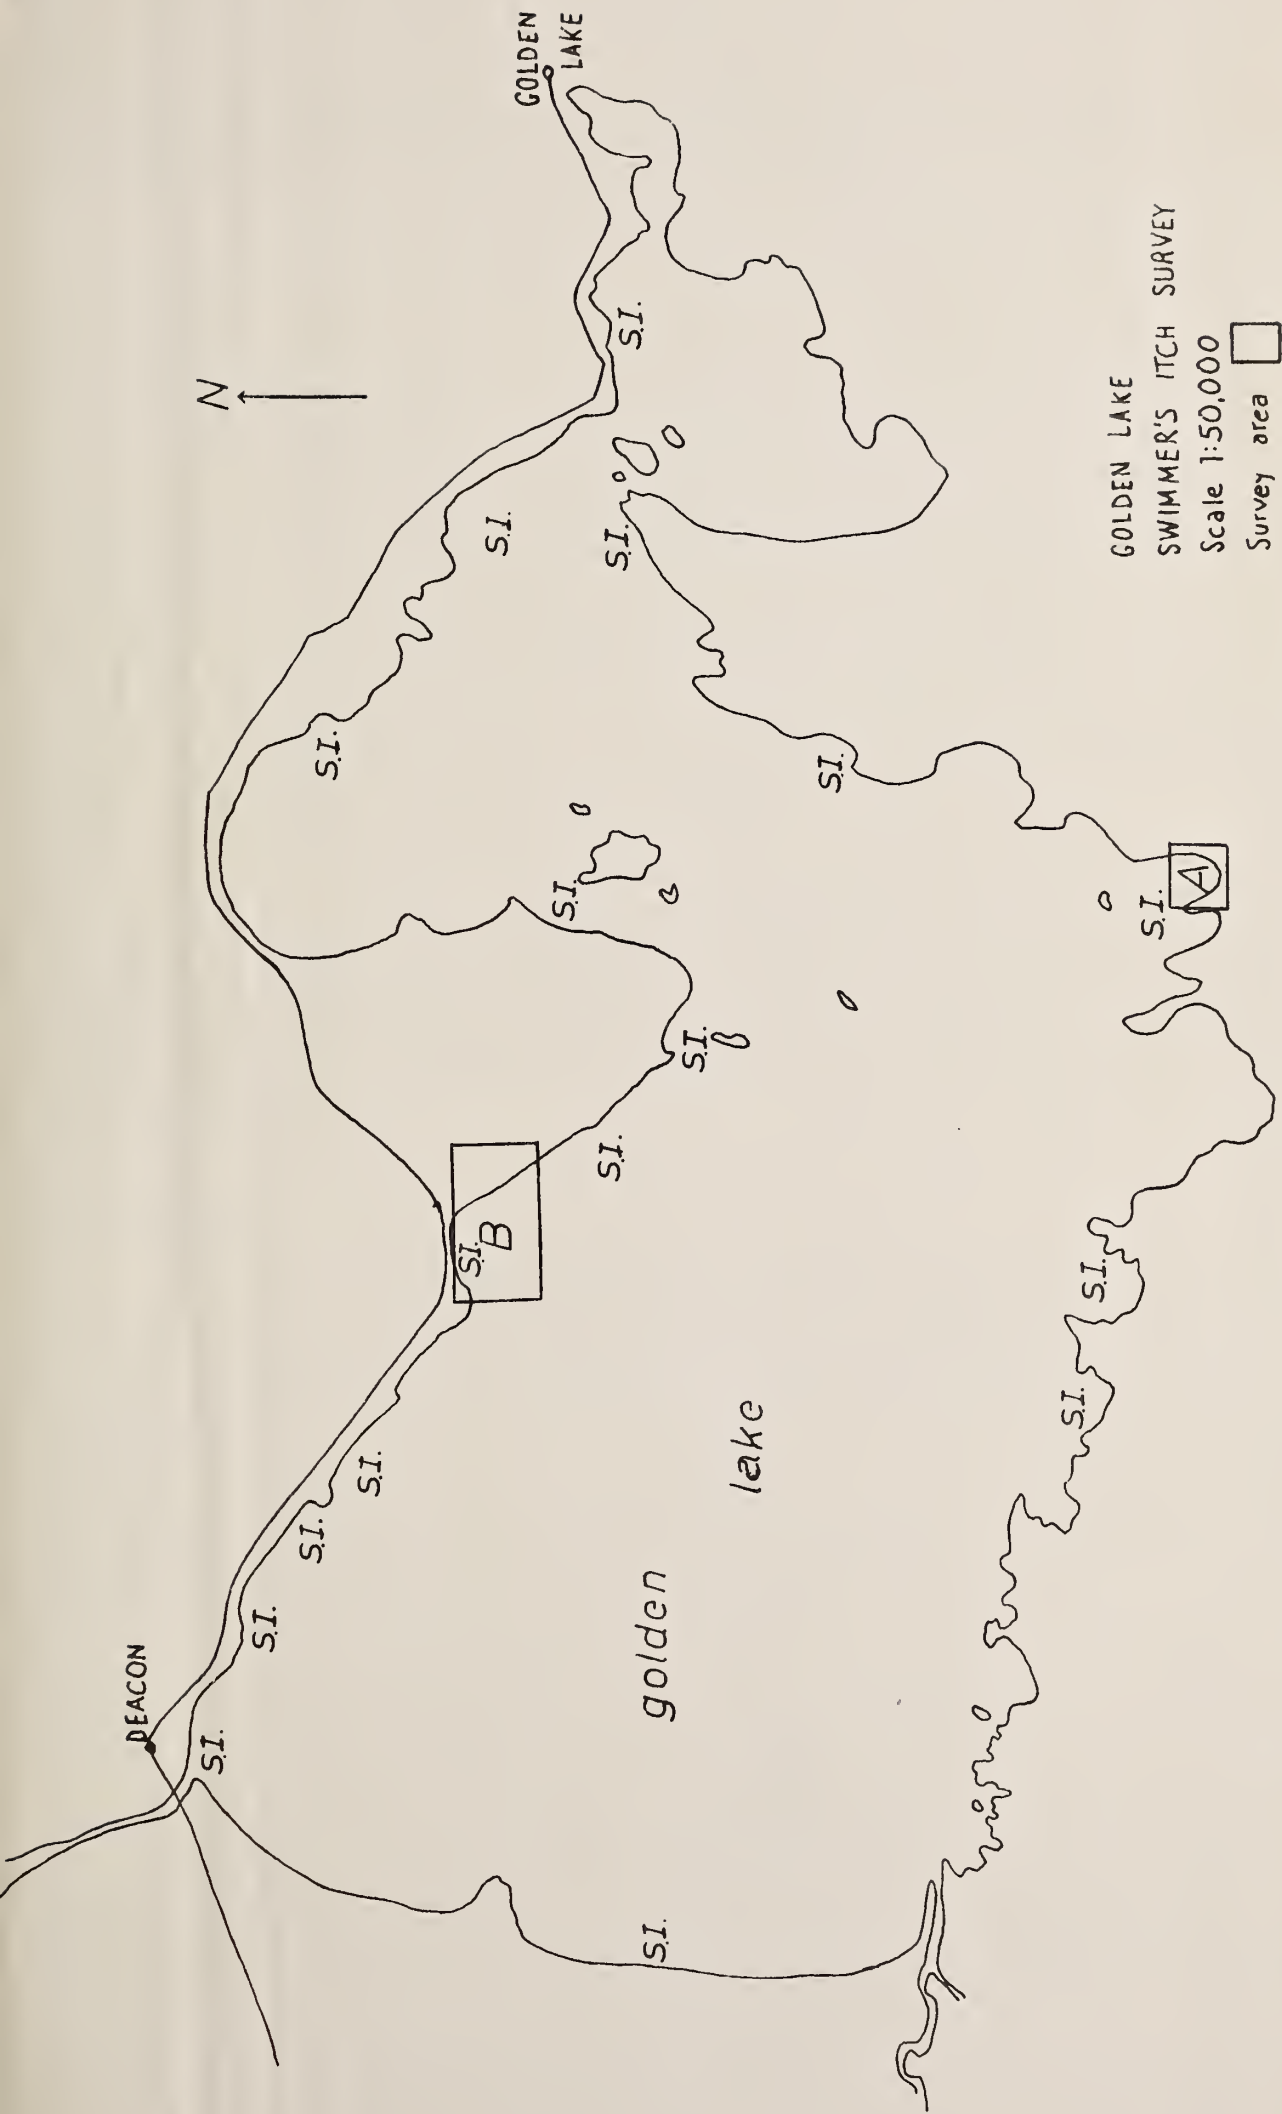 DEACON
N
S.I.
S.I.
S.I.
S.I.
S.I.
S.I.
B
S.I.
GOLDEN
LAKE
S.I.
S.I.
S.I.
S.I.
S.I.
golden
S.I.
lake
S.I.
S.I.
S.I.
S.I.
A
GOLDEN LAKE
SWIMMER'S ITCH SURVEY
Scale 1:50,000
Survey area